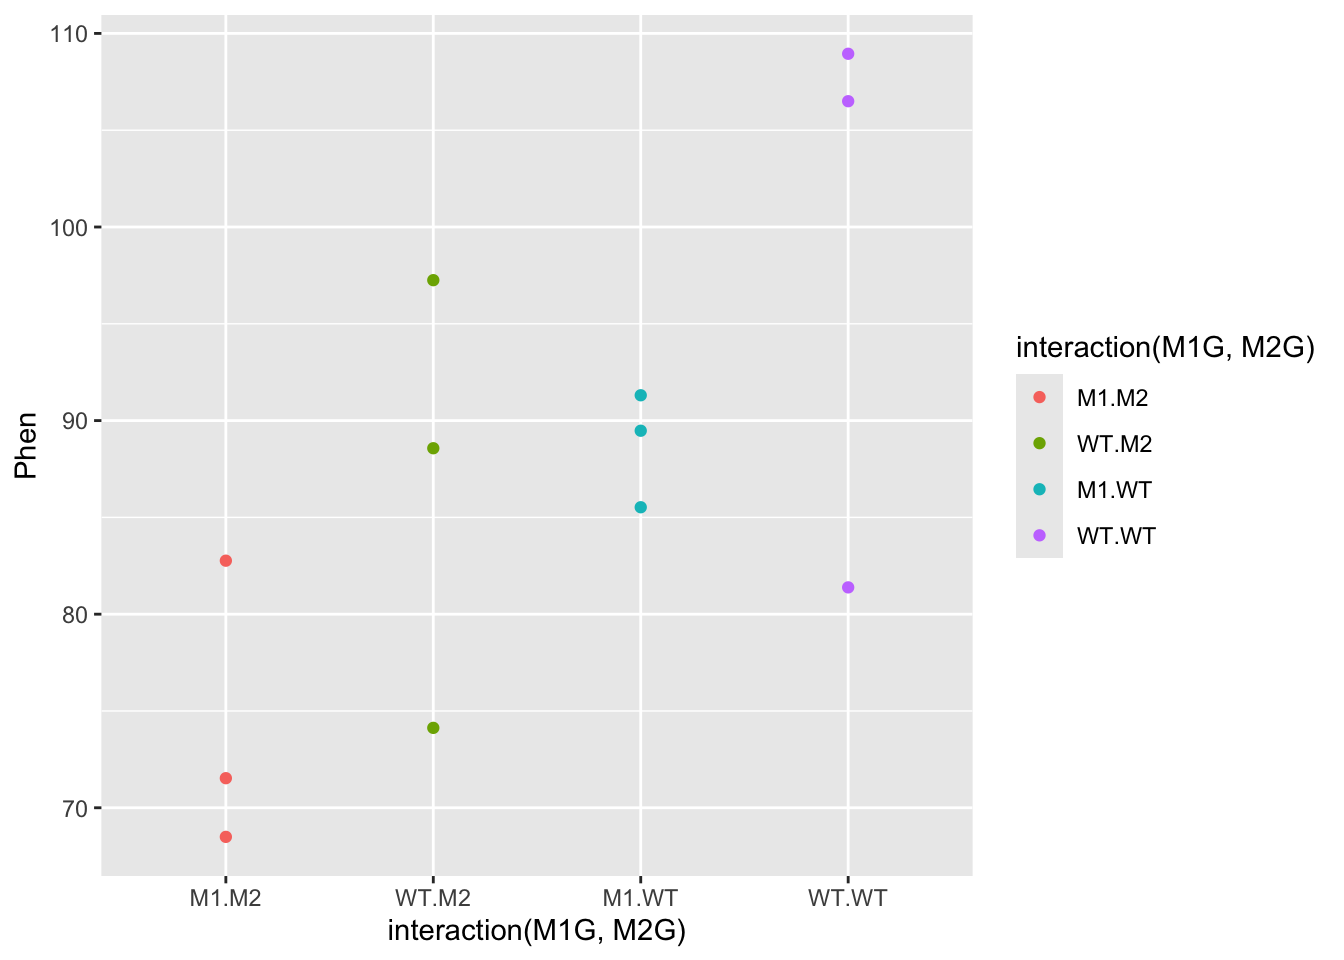 110
100
90
80
70
Phen
M1.M2
WT.M2
M1.WT
WT.WT
interaction(M1G, M2G)
interaction(M1G, M2G)
M1.M2
WT.M2
M1.WT
WT.WT